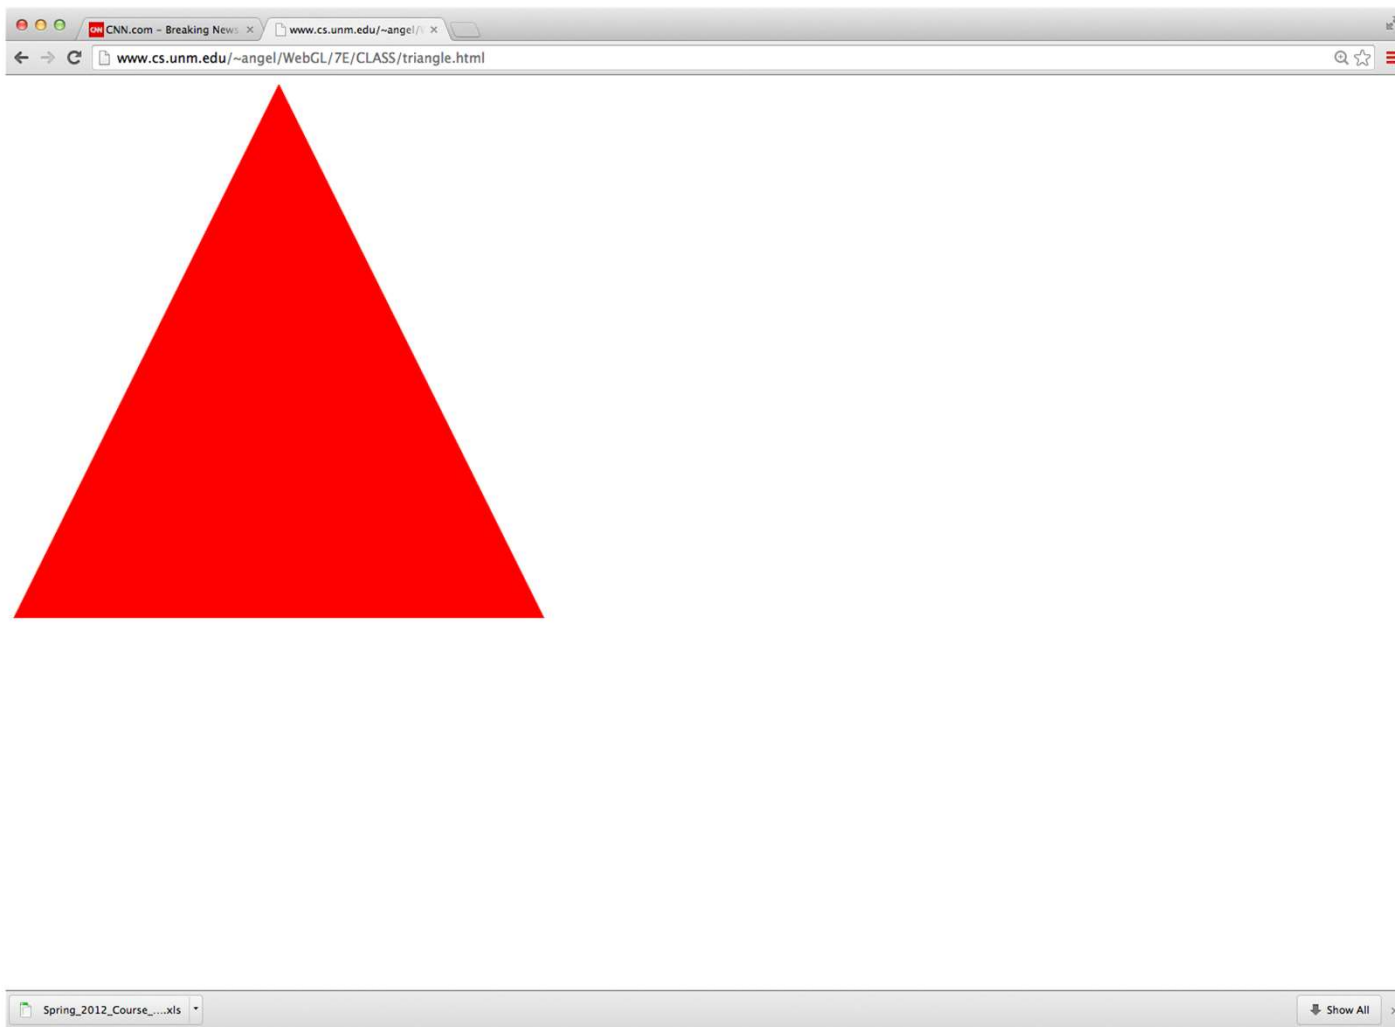 CNN CNN.com – Breaking News × www.cs.unm.edu/~angel/ ×
www.cs.unm.edu/~angel/WebGL/7E/CLASS/triangle.html
Spring_2012_Course_....xls Show All